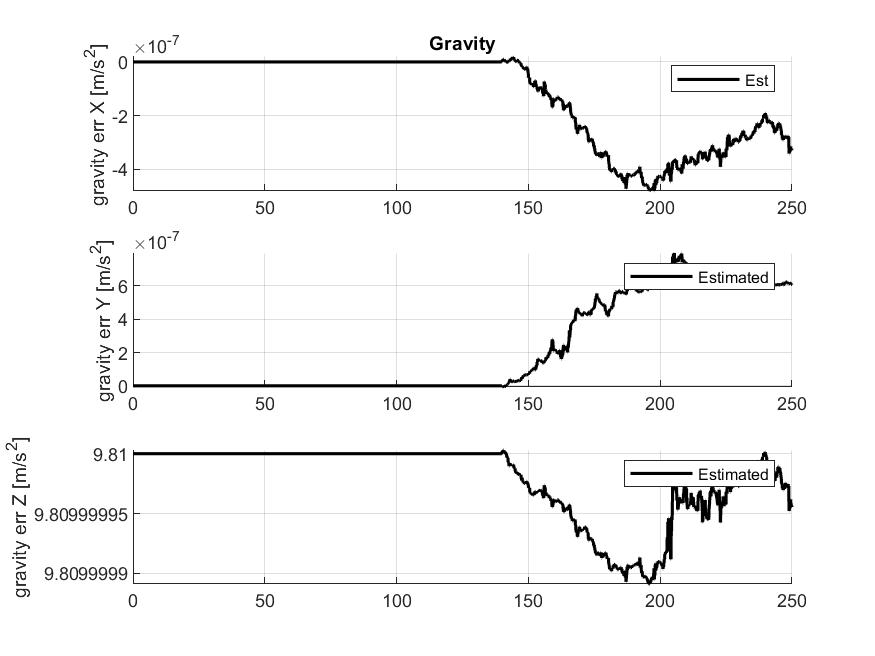 Gravity
×10-7
gravity err X [m/s2]
0
-2
-4
Est
0 50 100 150 200 250
×10-7
gravity err Y [m/s2]
6
4
2
0
Estimated
0 50 100 150 200 250
gravity err Z [m/s2]
9.81
9.80999995
9.8099999
Estimated
0 50 100 150 200 250